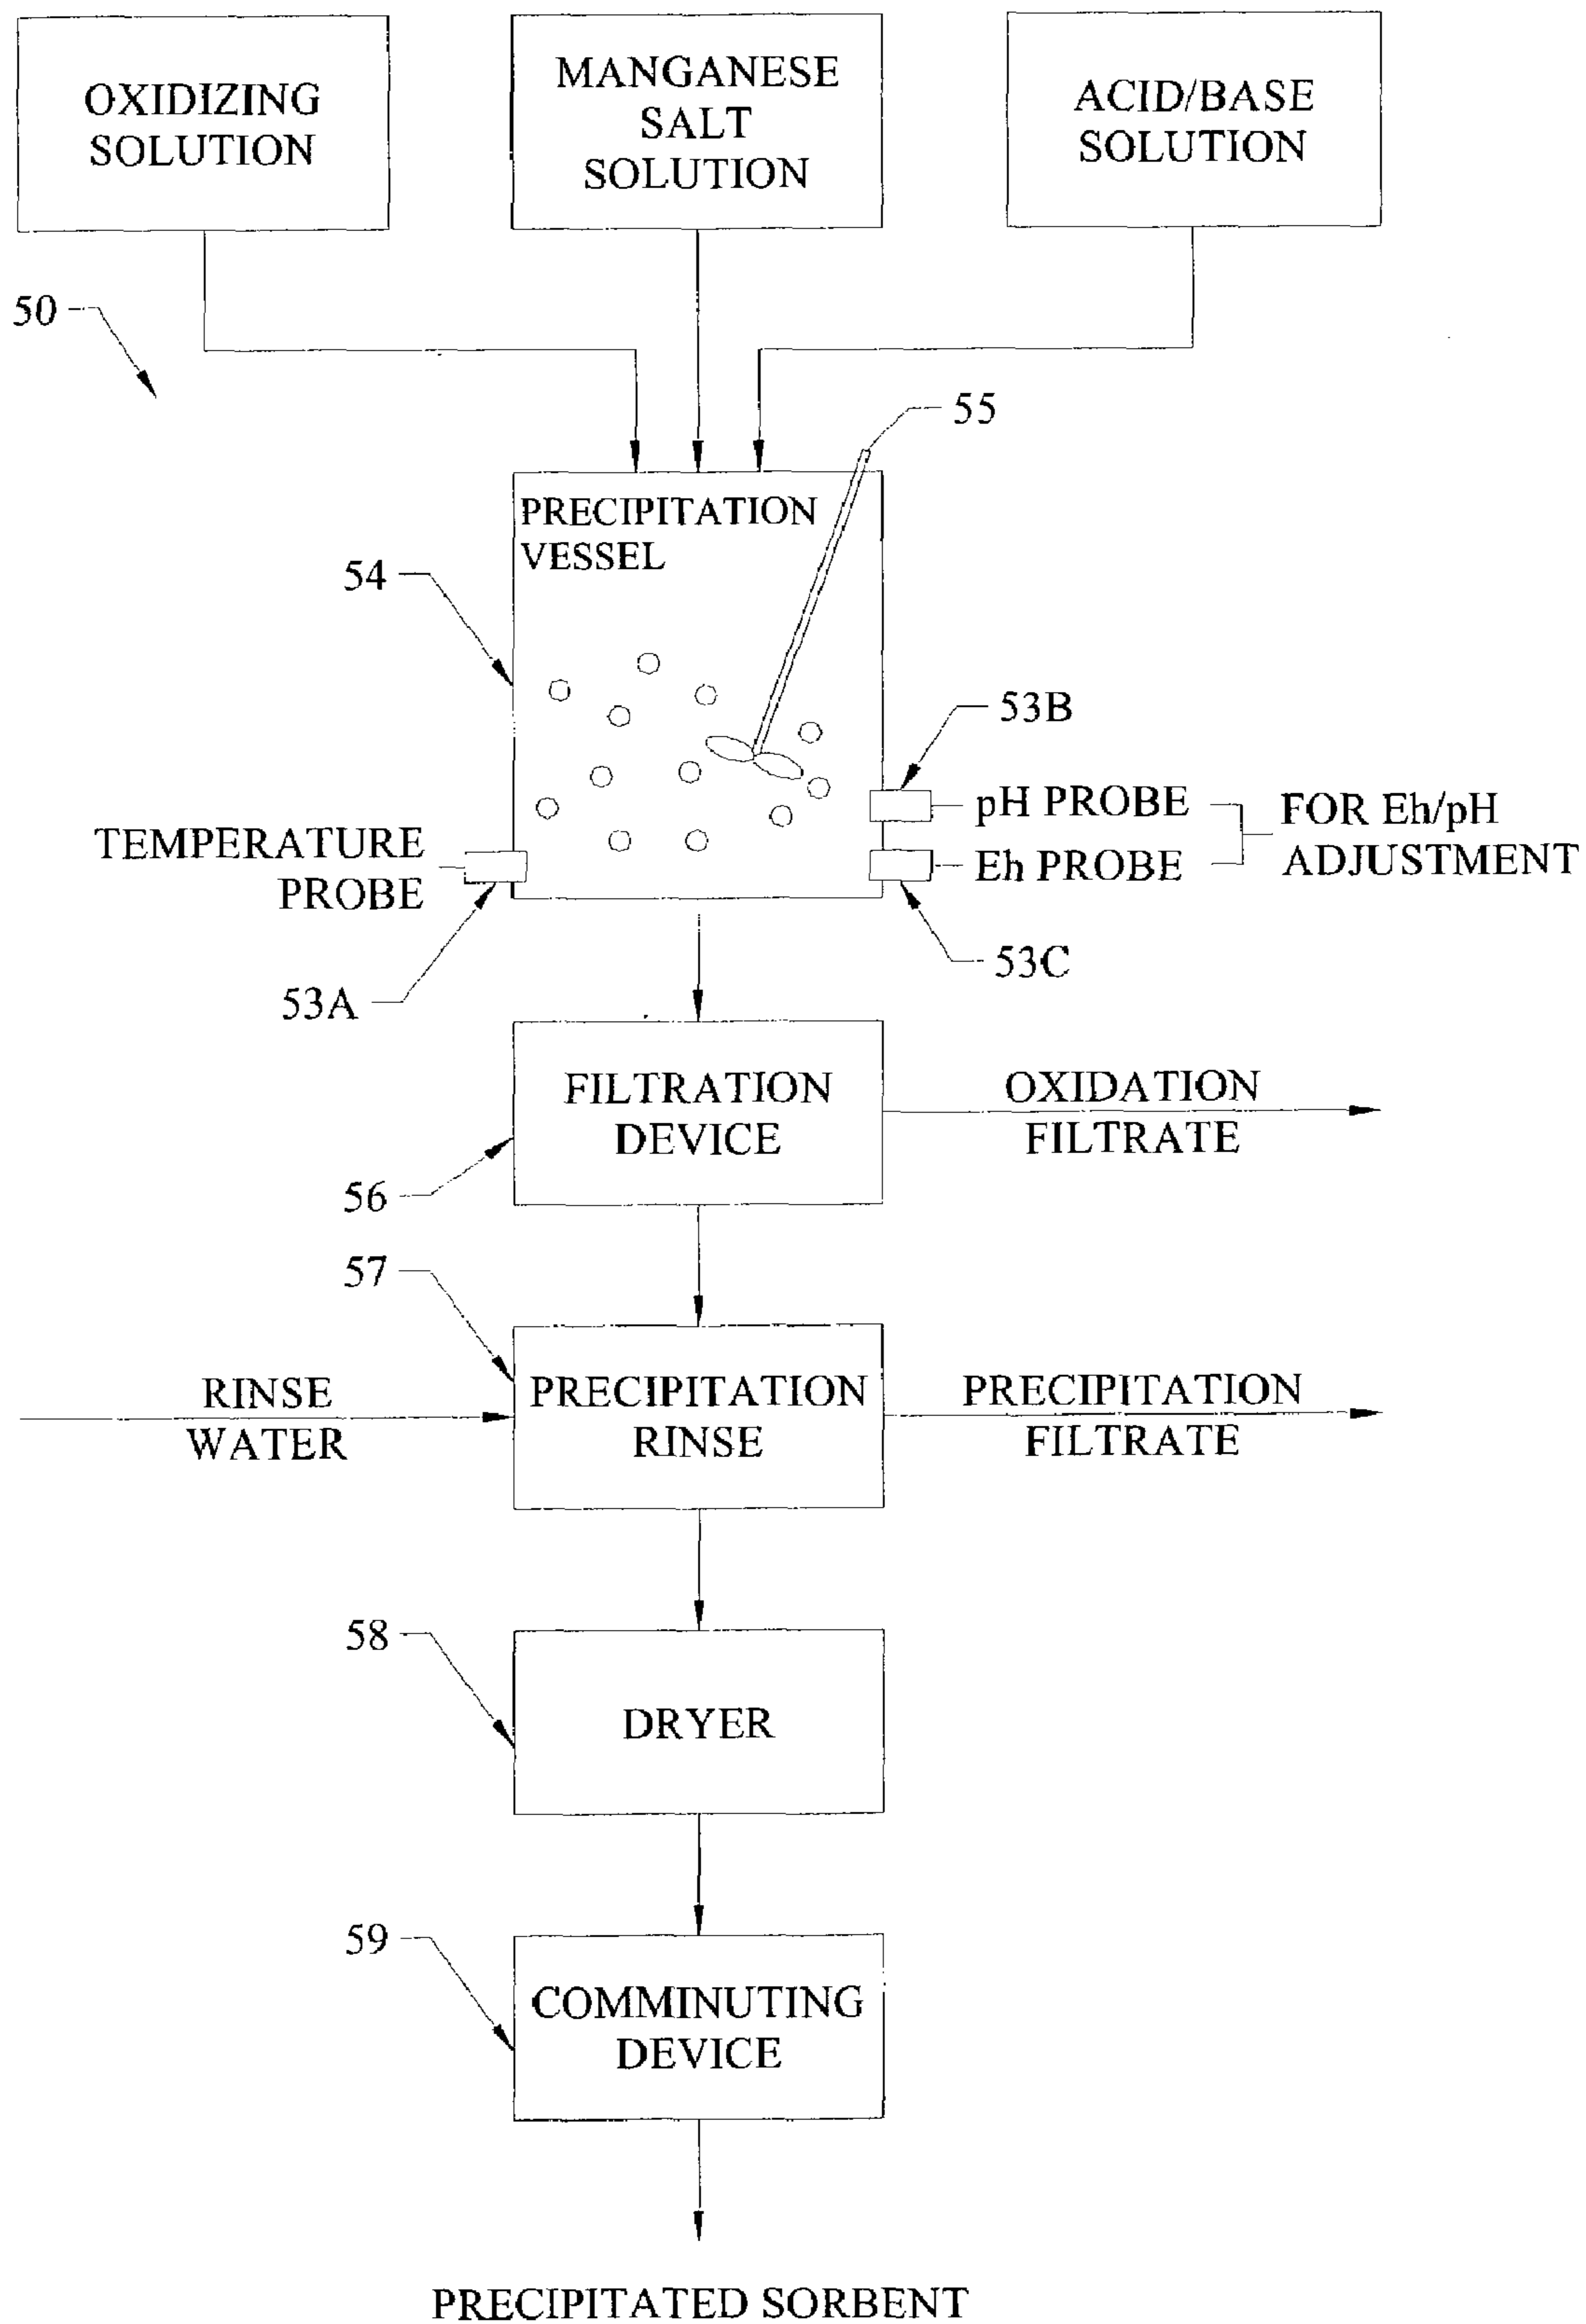 OXIDIZING
SOLUTION
MANGANESE
SALT
SOLUTION
ACID/BASE
SOLUTION
50
55
PRECIPITATION
VESSEL
54
53B
pH PROBE
Eh PROBE
FOR Eh/pH
ADJUSTMENT
TEMPERATURE
PROBE
53C
53A
FILTRATION
DEVICE
OXIDATION
FILTRATE
56
57
RINSE
WATER
PRECIPITATION
RINSE
PRECIPITATION
FILTRATE
58
DRYER
59
COMMINUTING
DEVICE
PRECIPITATED SORBENT